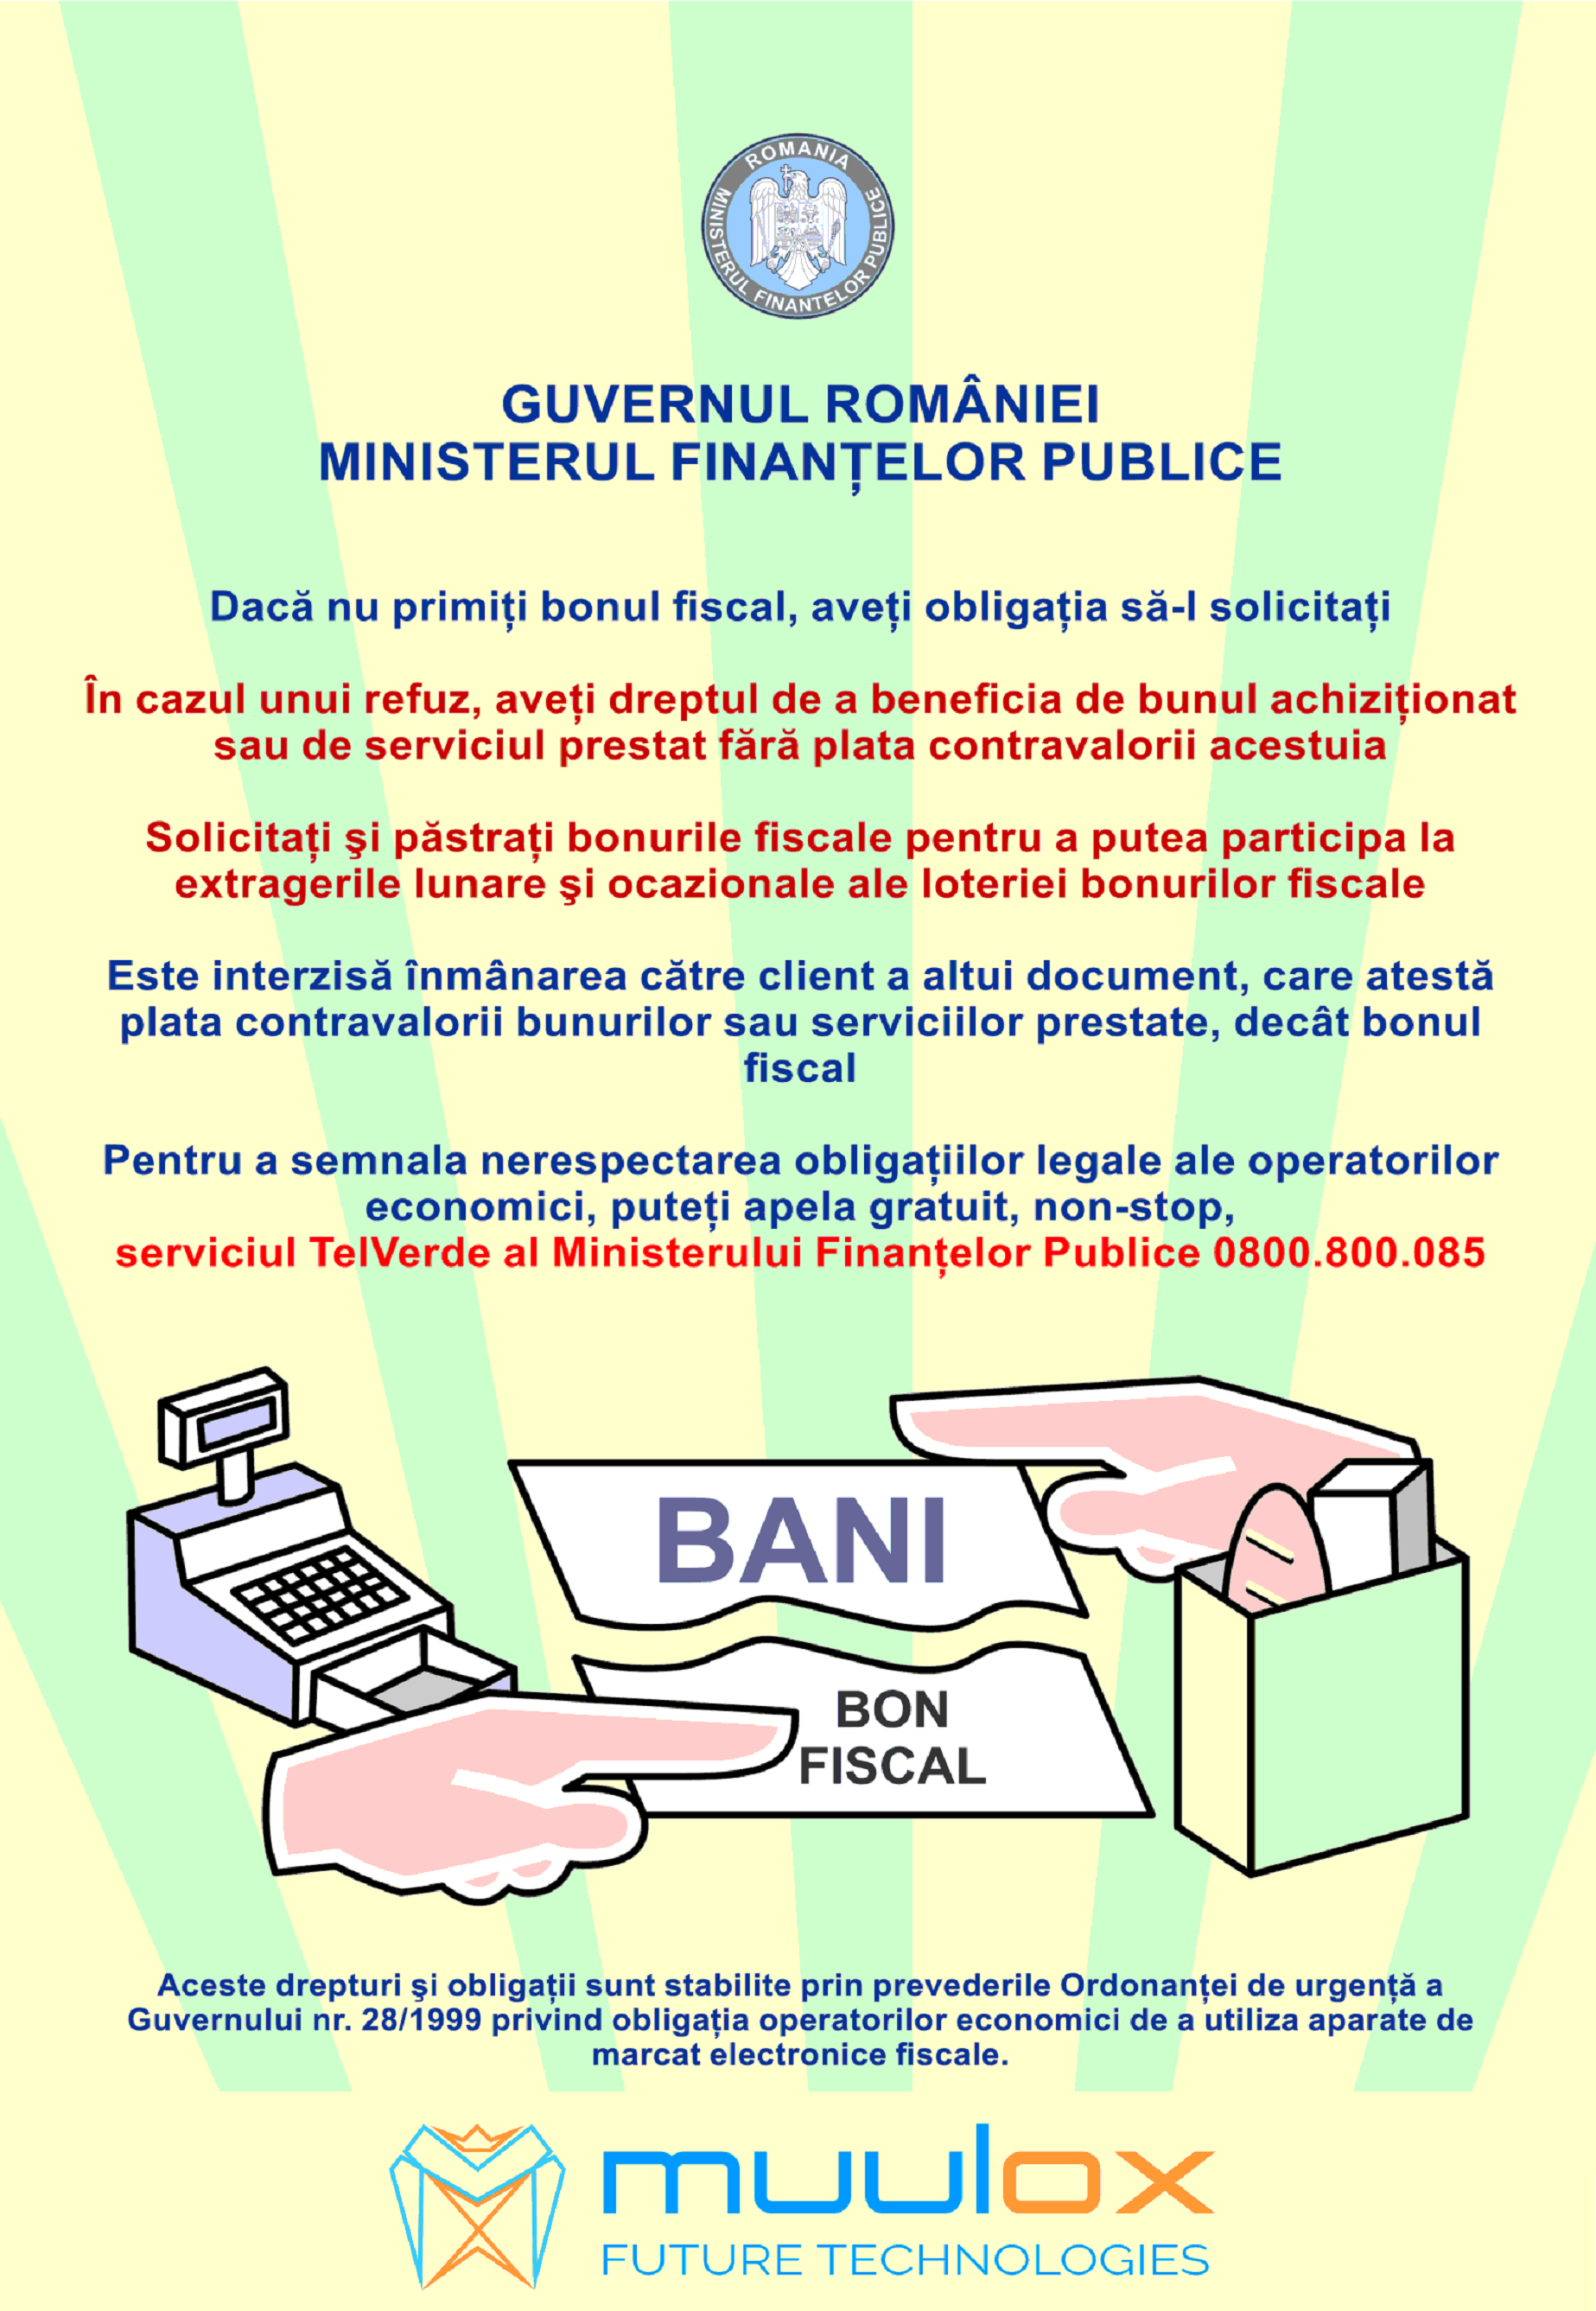 ROMANIA
MINISTERUL FINANTELOR PUBLICE
GUVERNUL ROMÂNIEI
MINISTERUL FINANȚELOR PUBLICE
Dacă nu primiți bonul fiscal, aveți obligația să-l solicitați
În cazul unui refuz, aveți dreptul de a beneficia de bunul achiziționat
sau de serviciul prestat fără plata contravalorii acestuia
Solicitați şi păstrați bonurile fiscale pentru a putea participa la
extragerile lunare şi ocazionale ale loteriei bonurilor fiscale
Este interzisă înmânarea către client a altui document, care atestă
plata contravalorii bunurilor sau serviciilor prestate, decât bonul
fiscal
Pentru a semnala nerespectarea obligațiilor legale ale operatorilor
economici, puteți apela gratuit, non-stop,
serviciul TelVerde al Ministerului Finanțelor Publice 0800.800.085
BANI
BON
FISCAL
Aceste drepturi şi obligații sunt stabilite prin prevederile Ordonanței de urgență a
Guvernului nr. 28/1999 privind obligația operatorilor economici de a utiliza aparate de
marcat electronice fiscale.
muulox
FUTURE TECHNOLOGIES